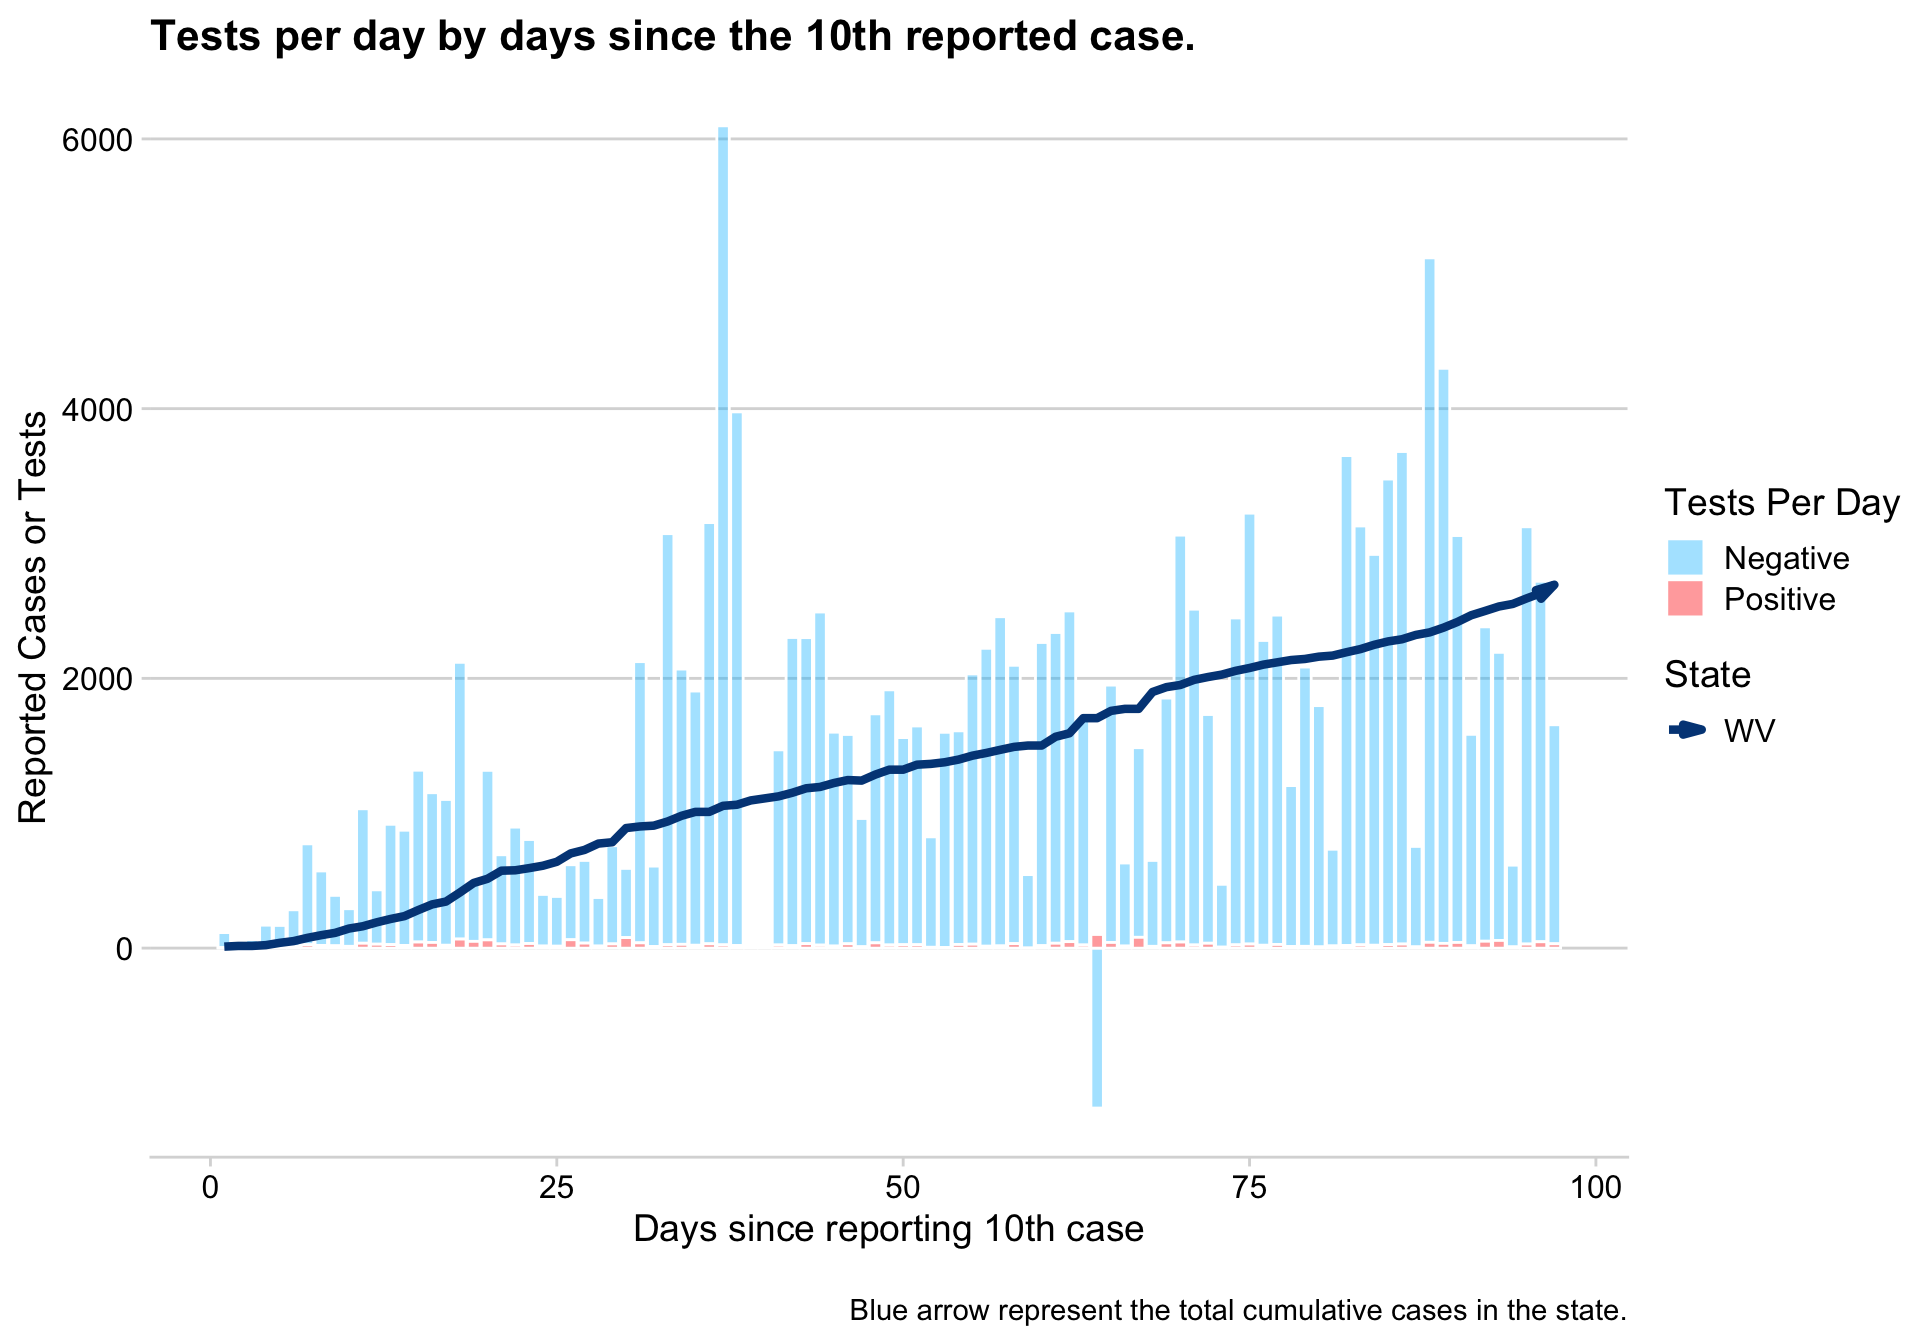 Tests per day by days since the 10th reported case.
6000
4000
2000
0
Reported Cases or Tests
0 25 50 75 100
Days since reporting 10th case
Tests Per Day
Negative
Positive
State
WV
Blue arrow represent the total cumulative cases in the state.